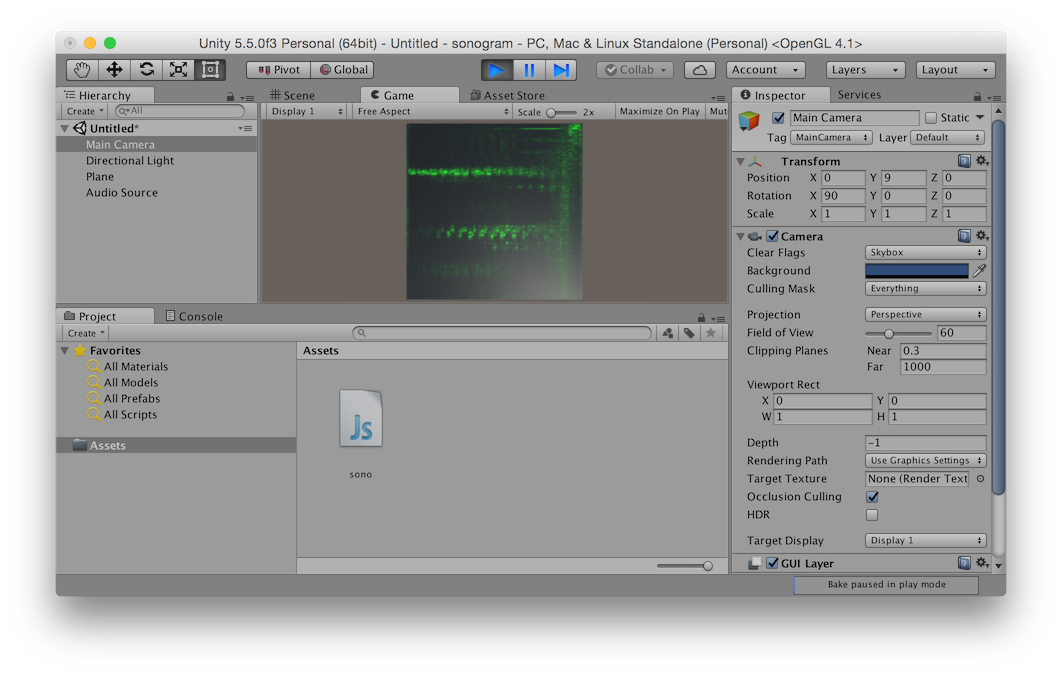 Unity 5.5.0f3 Personal (64bit) - Untitled - sonogram - PC, Mac & Linux Standalone (Personal) <OpenGL 4.1>
Pivot Global Collab Account Layers Layout
Hierarchy
Create All
Untitled*
Main Camera
Directional Light
Plane
Audio Source
Scene Game Asset Store
Display 1 Free Aspect Scale 2x Maximize On Play Mut
Inspector Services
Main Camera Static
Tag MainCamera Layer Default
Transform
Position X 0 Y 9 Z 0
Rotation X 90 Y 0 Z 0
Scale X 1 Y 1 Z 1
Camera
Clear Flags Skybox
Background
Culling Mask Everything
Projection Perspective
Field of View 60
Clipping Planes Near 0.3
Far 1000
Viewport Rect
X 0 Y 0
W 1 H 1
Depth -1
Rendering Path Use Graphics Settings
Target Texture None (Render Text
Occlusion Culling
HDR
Target Display Display 1
GUI Layer
Project Console
Create
Favorites
All Materials
All Models
All Prefabs
All Scripts
Assets
Assets
Js
sono
Bake paused in play mode